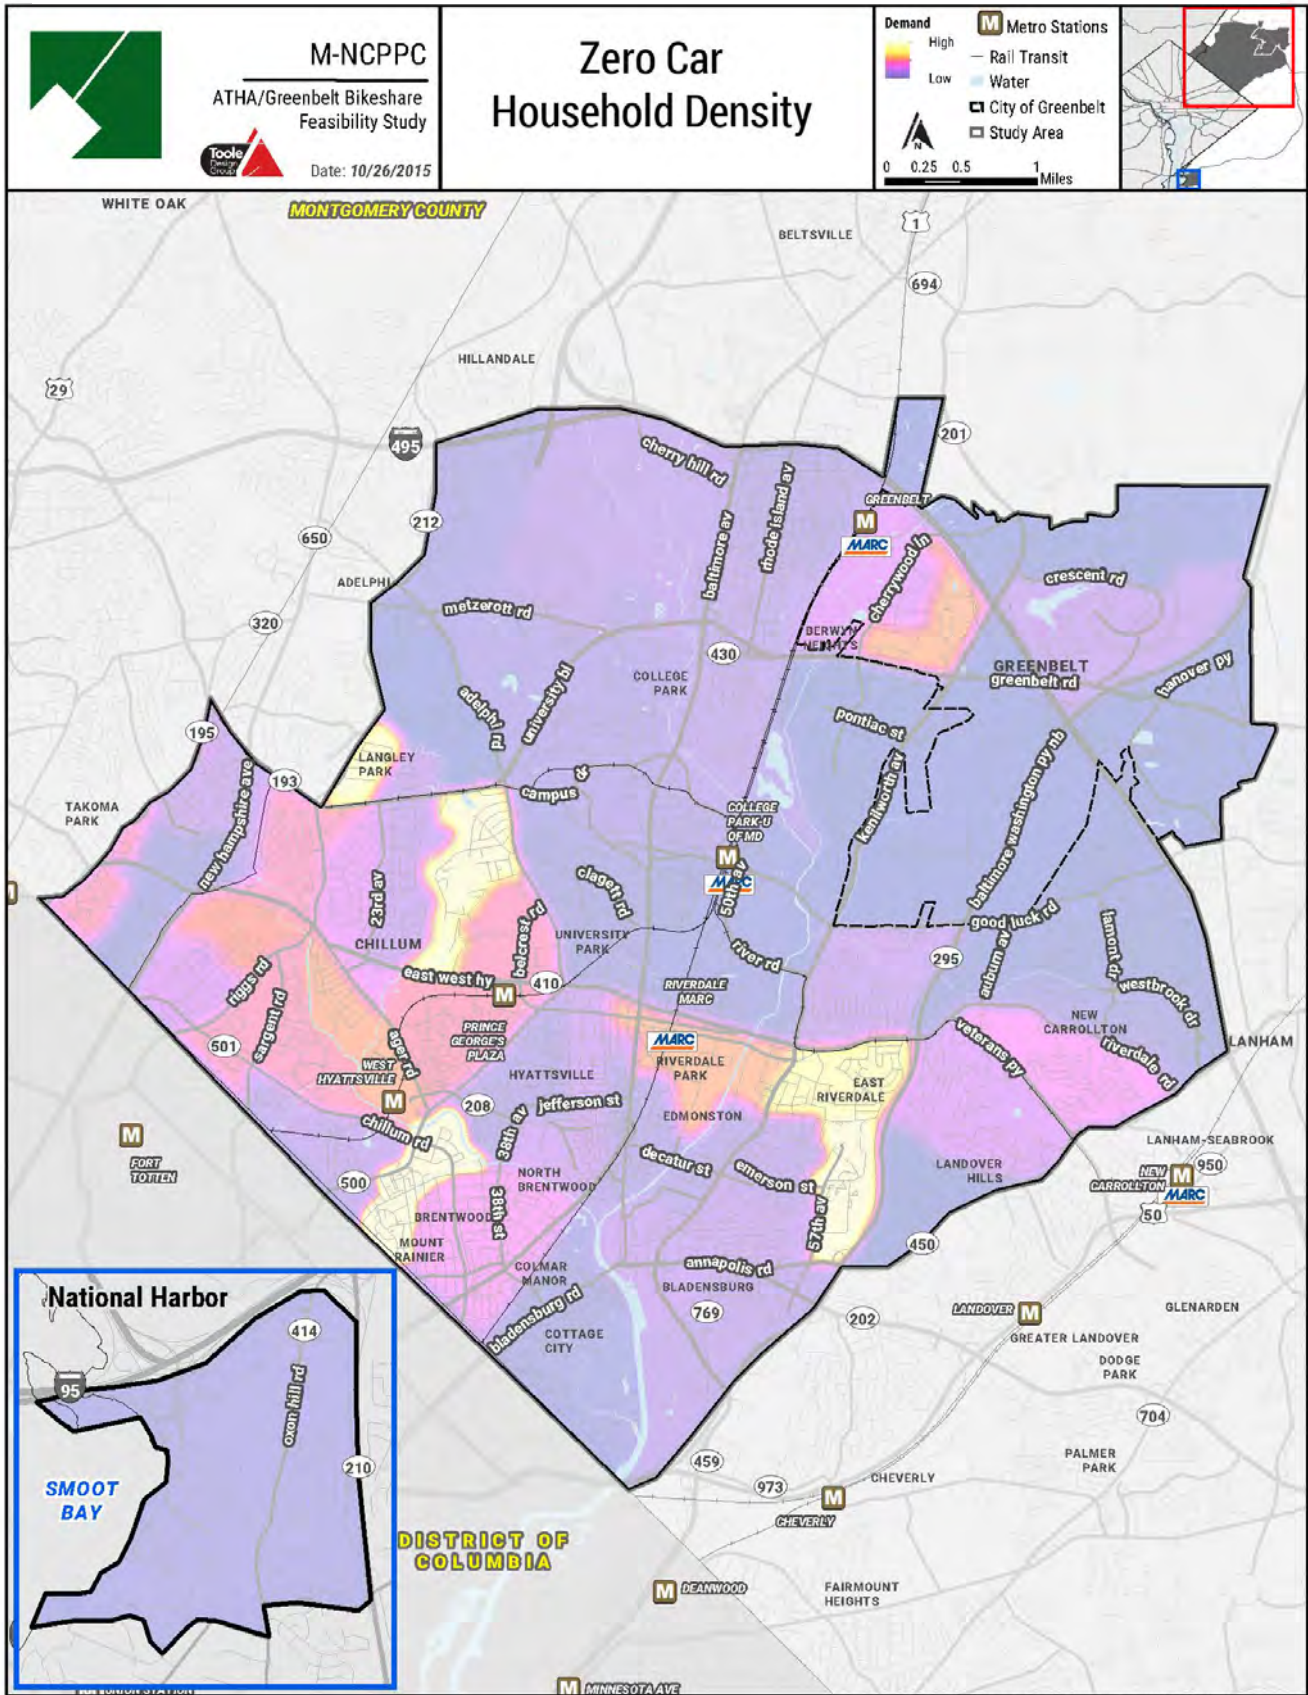 M-NCPPC
ATHA/Greenbelt Bikeshare
Feasibility Study
Toole
Design
Group
Date: 10/26/2015
Zero Car
Household Density
Demand
High
Low
N
0 0.25 0.5 1
Miles
M Metro Stations
Rail Transit
Water
City of Greenbelt
Study Area
WHITE OAK
MONTGOMERY COUNTY
BELTSVILLE
1
694
HILLANDALE
29
495
201
cherry hill rd
rhode island av
baltimore av
GREENBELT
M
MARC
212
650
cherrywood ln
crescent rd
ADELPHI
metzerott rd
320
BERWYN
HEIGHTS
430
GREENBELT
greenbelt rd
hanover py
COLLEGE
PARK
university bl
adelphi rd
pontiac st
195
LANGLEY
PARK
193
campus dr
kenilworth av
baltimore washington py nb
TAKOMA
PARK
new hampshire ave
COLLEGE
PARK-U
OF MD
M
MARC
50th av
23rd av
clagett rd
M
belcrest rd
good luck rd
lamont dr
CHILLUM
UNIVERSITY
PARK
river rd
295
auburn av
east west hy
410
riggs rd
sargent rd
RIVERDALE
MARC
westbrook dr
M
NEW
CARROLLTON
PRINCE
GEORGE'S
PLAZA
501
ager rd
MARC
veterans py
riverdale rd
LANHAM
WEST
HYATTSVILLE
M
HYATTSVILLE
RIVERDALE
PARK
EAST
RIVERDALE
208
jefferson st
EDMONSTON
chillum rd
38th av
M
FORT
TOTTEN
LANHAM-SEABROOK
decatur st
emerson st
LANDOVER
HILLS
NEW
CARROLLTON
M
950
MARC
500
NORTH
BRENTWOOD
38th st
57th av
50
BRENTWOOD
MOUNT
RAINIER
450
COLMAR
MANOR
annapolis rd
BLADENSBURG
bladensburg rd
769
COTTAGE
CITY
202
LANDOVER
M
GLENARDEN
GREATER LANDOVER
DODGE
PARK
National Harbor
414
95
oxon hill rd
210
SMOOT
BAY
704
459
PALMER
PARK
973
CHEVERLY
M
CHEVERLY
DISTRICT OF
COLUMBIA
M
DEANWOOD
FAIRMOUNT
HEIGHTS
M
MINNESOTA AVE
UNION STATION